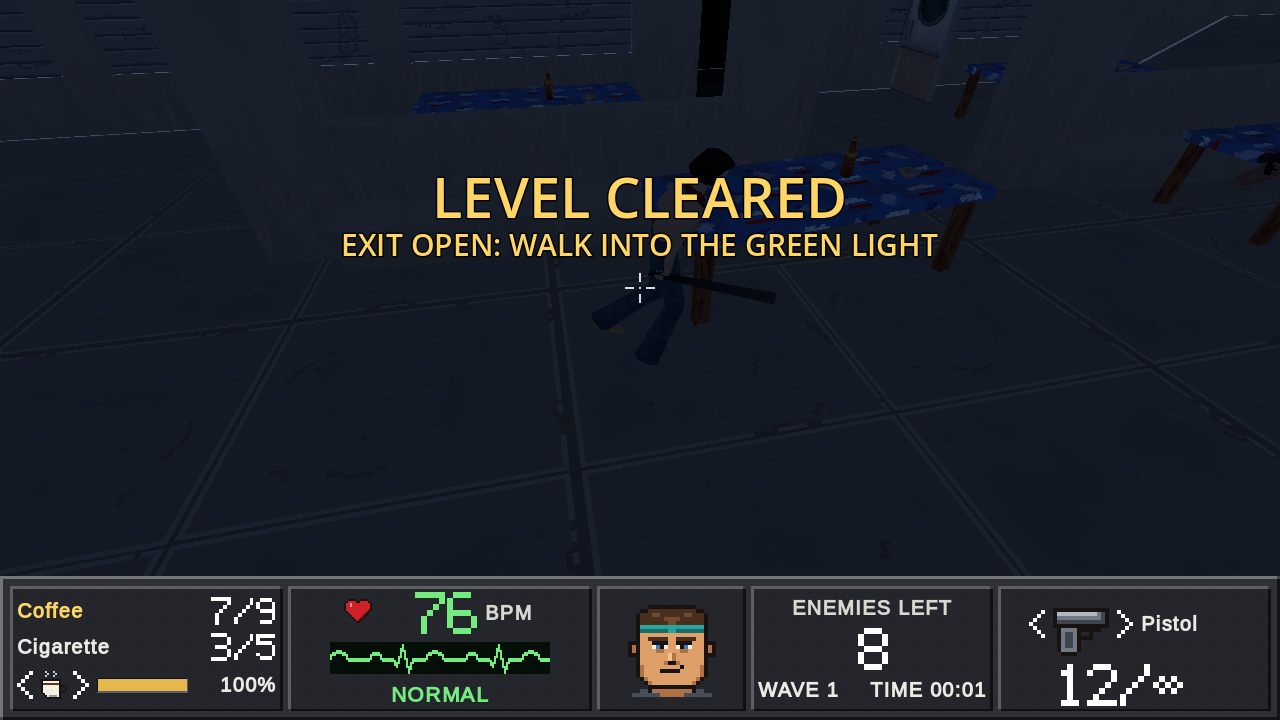 LEVEL CLEARED
EXIT OPEN: WALK INTO THE GREEN LIGHT
Coffee 7/9
Cigarette 3/5
100%
76 BPM
NORMAL
ENEMIES LEFT
8
WAVE 1 TIME 00:01
Pistol
12/∞